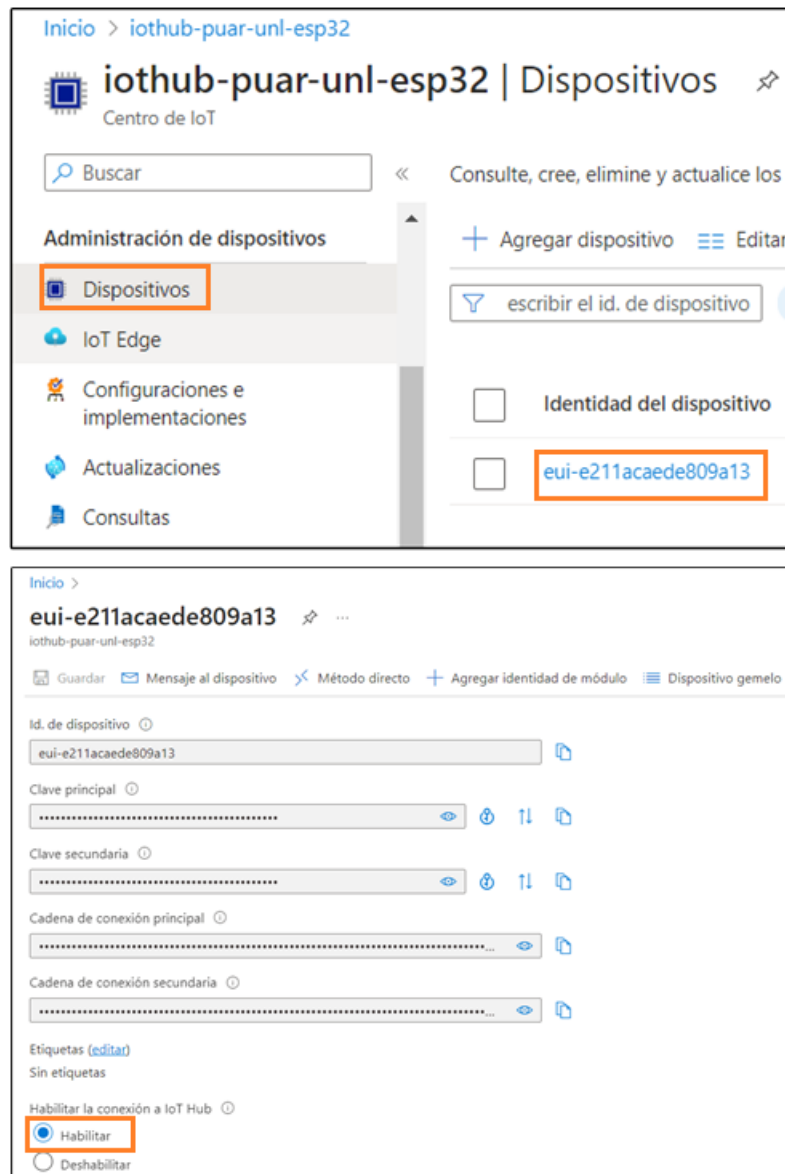 Inicio > iothub-puar-unl-esp32
iothub-puar-unl-esp32 | Dispositivos
Centro de IoT
Buscar
Consulte, cree, elimine y actualice los
Administración de dispositivos
Agregar dispositivo Editar
Dispositivos
escribir el id. de dispositivo
IoT Edge
Configuraciones e
implementaciones
Identidad del dispositivo
Actualizaciones
eui-e211acaede809a13
Consultas
Inicio >
eui-e211acaede809a13 ...
iothub-puar-unl-esp32
Guardar Mensaje al dispositivo Método directo Agregar identidad de módulo Dispositivo gemelo
Id. de dispositivo
eui-e211acaede809a13
Clave principal
Clave secundaria
Cadena de conexión principal
Cadena de conexión secundaria
Etiquetas (editar)
Sin etiquetas
Habilitar la conexión a IoT Hub
Habilitar
Deshabilitar